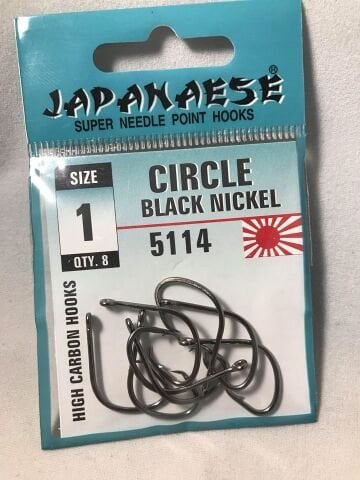 JAPANAESE®
SUPER NEEDLE POINT HOOKS
SIZE
1
QTY. 8
CIRCLE
BLACK NICKEL
5114
HIGH CARBON HOOKS